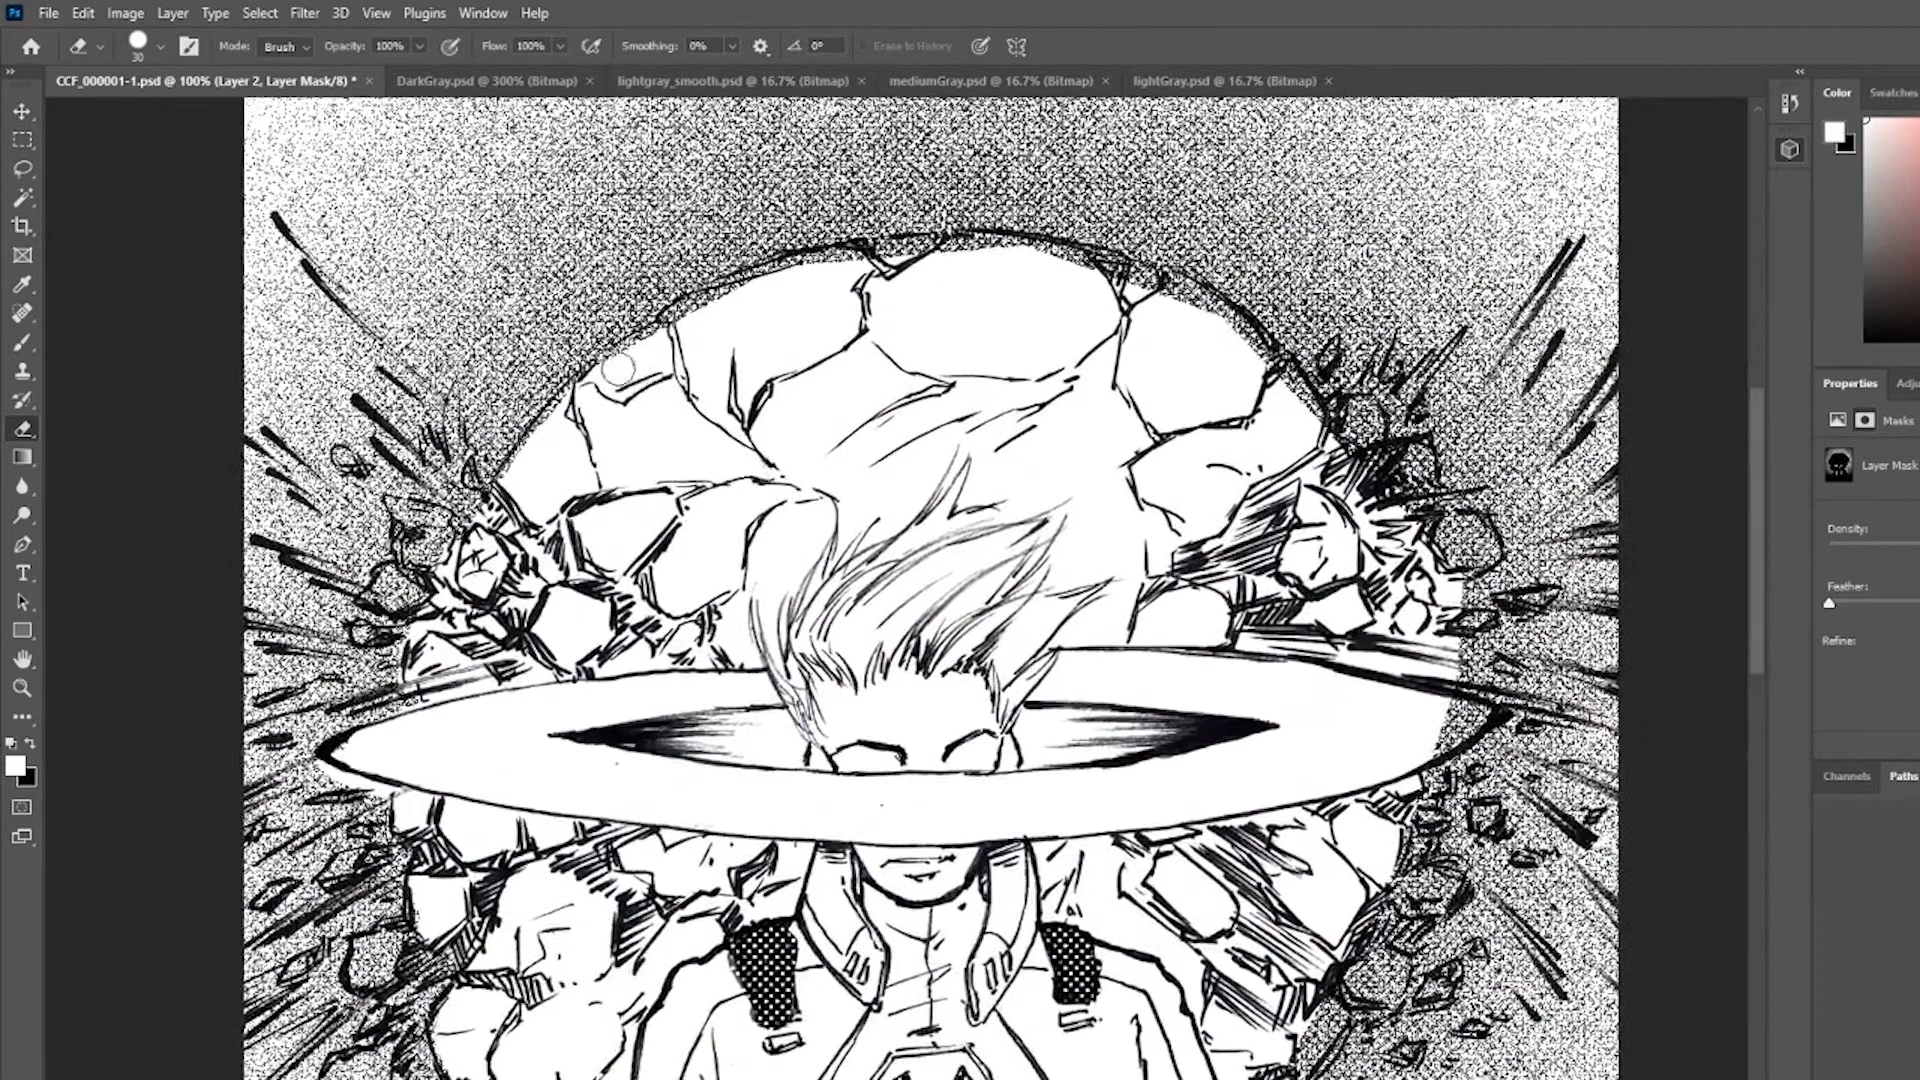 Ps File Edit Image Layer Type Select Filter 3D View Plugins Window Help
30 Mode: Brush Opacity: 100% Flow: 100% Smoothing: 0% 0° Erase to History
CCF_000001-1.psd @ 100% (Layer 2, Layer Mask/8) * × DarkGray.psd @ 300% (Bitmap) × lightgray_smooth.psd @ 16.7% (Bitmap) × mediumGray.psd @ 16.7% (Bitmap) × lightGray.psd @ 16.7% (Bitmap) ×
Color Swatches
Properties Adju
Masks
Layer Mask
Density:
Feather:
Refine:
Channels Paths